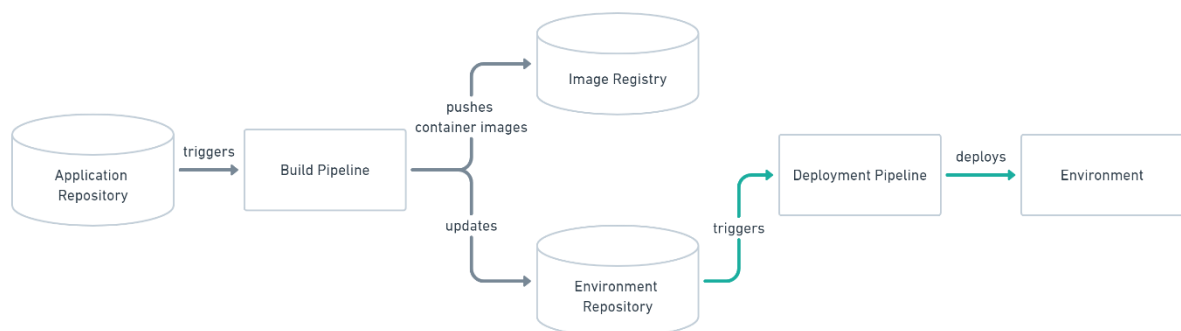 Image Registry
pushes
container images
triggers
Application
Repository
Build Pipeline
updates
Environment
Repository
triggers
Deployment Pipeline
deploys
Environment